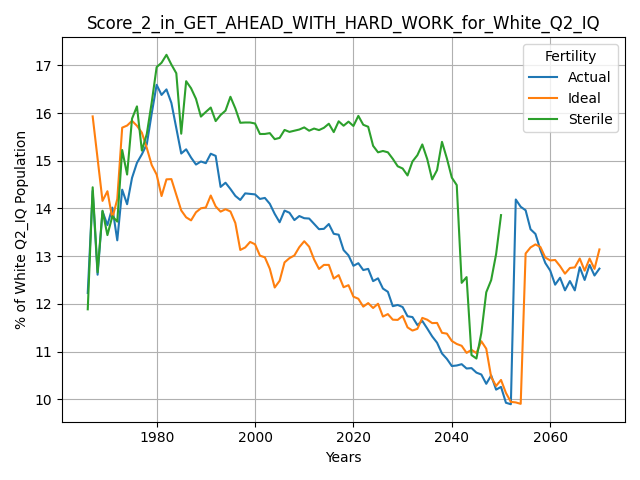 Score_2_in_GET_AHEAD_WITH_HARD_WORK_for_White_Q2_IQ
Fertility
Actual
Ideal
Sterile
% of White Q2_IQ Population
17
16
15
14
13
12
11
10
1980
2000
2020
2040
2060
Years